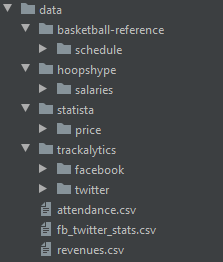 data
basketball-reference
schedule
hoopshype
salaries
statista
price
trackalytics
facebook
twitter
attendance.csv
fb_twitter_stats.csv
revenues.csv